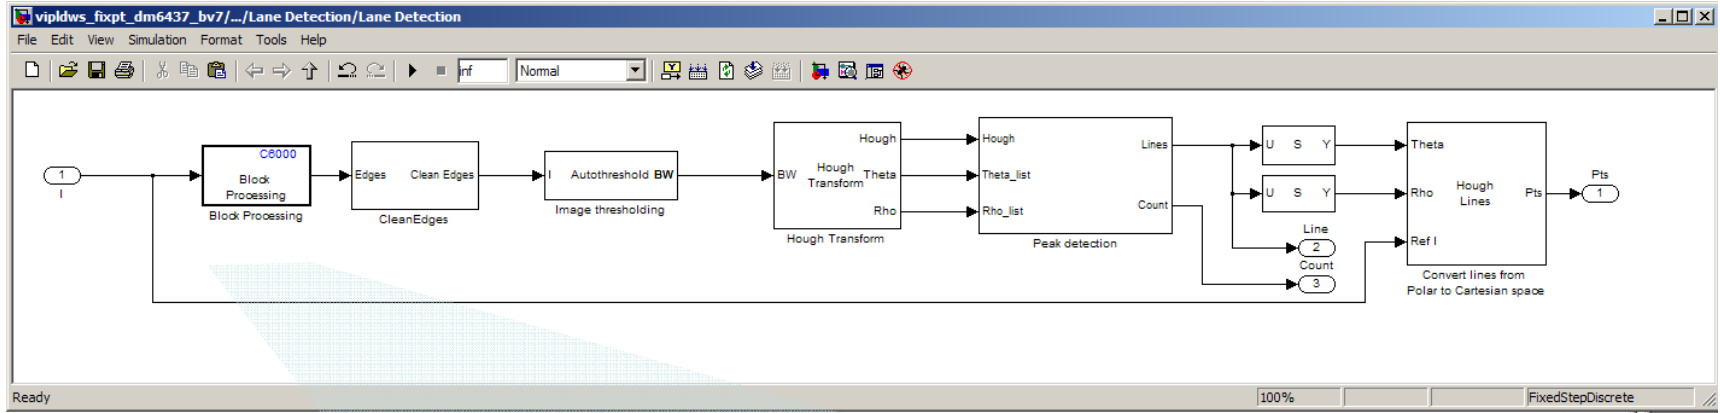 vipldws_fixpt_dm6437_bv7/.../Lane Detection/Lane Detection
File Edit View Simulation Format Tools Help
inf Normal
1
I
C6000
Block
Processing
Block Processing
Edges Clean Edges
CleanEdges
I Autothreshold BW
Image thresholding
BW Hough
Transform
Hough
Theta
Rho
Hough Transform
Hough
Theta_list
Rho_list
Lines
Count
Peak detection
U S Y
U S Y
Line
2
Count
3
Theta
Rho
Ref I
Hough
Lines
Pts
Convert lines from
Polar to Cartesian space
Pts
1
Ready 100% FixedStepDiscrete